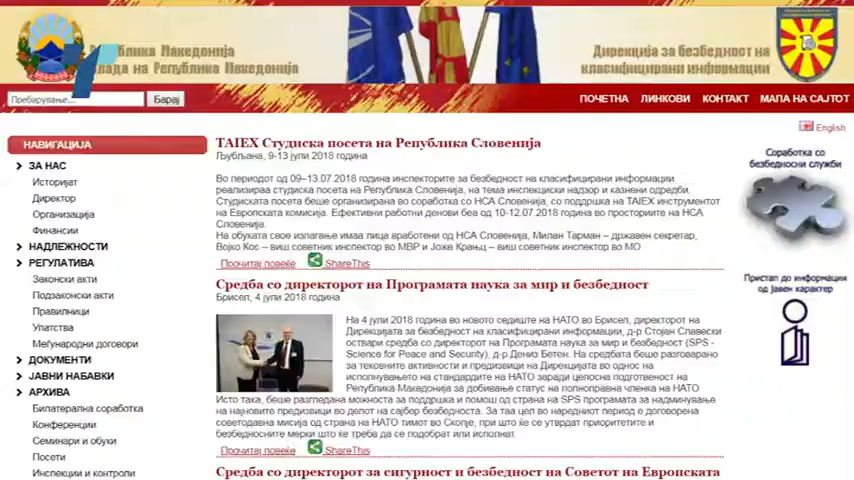 Република Македонија
Влада на Република Македонија
Дирекција за безбедност на
класифицирани информации
Пребарување...
Барај
ПОЧЕТНА ЛИНКОВИ КОНТАКТ МАПА НА САЈТОТ
English
НАВИГАЦИЈА
ЗА НАС
Историјат
Директор
Организација
Финансии
НАДЛЕЖНОСТИ
РЕГУЛАТИВА
Законски акти
Подзаконски акти
Правилници
Упатства
Меѓународни договори
ДОКУМЕНТИ
ЈАВНИ НАБАВКИ
АРХИВА
Билатерална соработка
Конференции
Семинари и обуки
Посети
Инспекции и контроли
TAIEX Студиска посета на Република Словенија
Љубљана, 9-13 јули 2018 година
Во периодот од 09–13.07.2018 година инспекторите за безбедност на класифицирани информации
реализираа студиска посета на Република Словенија, на тема инспекциски надзор и казнени одредби.
Студиската посета беше организирана во соработка со НСА Словенија, со поддршка на TAIEX инструментот
на Европската комисија. Ефективни работни денови беа од 10-12.07.2018 година во просториите на НСА
Словенија.
На обуката свое излагање имаа лица вработени од НСА Словенија, Милан Тарман – државен секретар,
Војко Кос – виш советник инспектор во МВР и Јоже Крањц – виш советник инспектор во МО
Прочитај повеќе ShareThis
Средба со директорот на Програмата наука за мир и безбедност
Брисел, 4 јули 2018 година
На 4 јули 2018 година во новото седиште на НАТО во Брисел, директорот на
Дирекцијата за безбедност на класифицирани информации, д-р Стојан Славески
оствари средба со директорот на Програмата наука за мир и безбедност (SPS -
Science for Peace and Security), д-р Дениз Бетен. На средбата беше разговарано
за тековните активности и предизвици на Дирекцијата во однос на
исполнувањето на стандардите на НАТО заради целосна подготвеност на
Република Македонија за добивање статус на полноправна членка на НАТО.
Исто така, беше разгледана можноста за поддршка и помош од страна на SPS програмата за надминување
на најновите предизвици во делот на сајбер безбедноста. За таа цел во наредниот период е договорена
советодавна мисија од страна на НАТО тимот во Скопје, при што ќе се утврдат приоритетите и
безбедносните мерки што ќе треба да се подобрат или исполнат.
Прочитај повеќе ShareThis
Средба со директорот за сигурност и безбедност на Советот на Европската
Соработка со
безбедносни служби
Пристап до информации
од јавен карактер